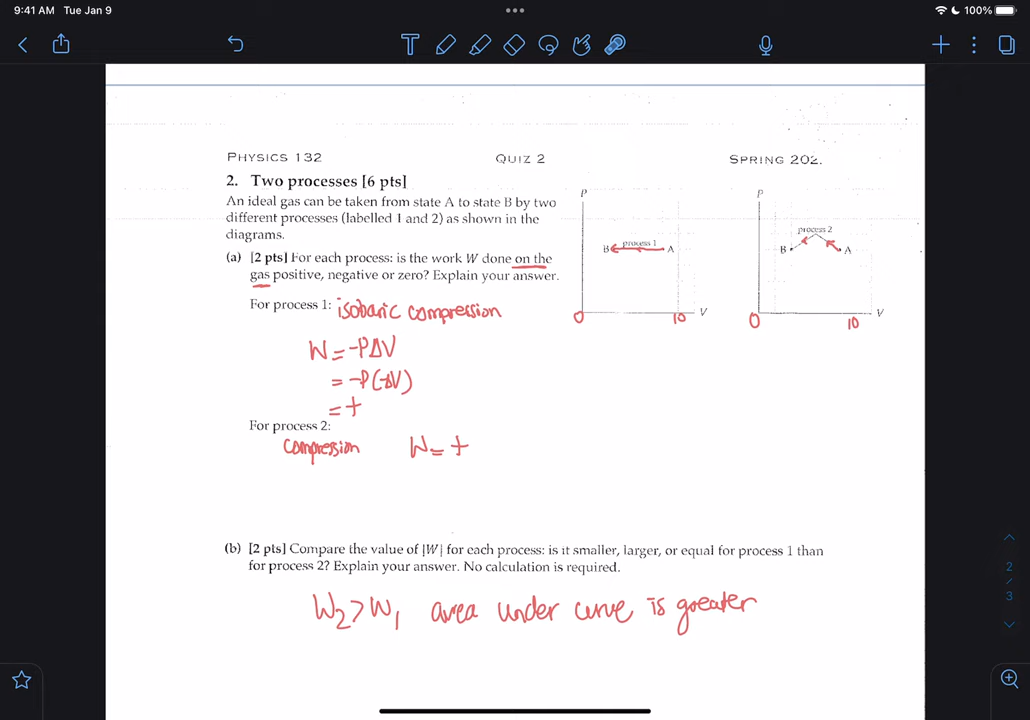 9:41 AM Tue Jan 9
100%
PHYSICS 132
QUIZ 2
SPRING 202.
2. Two processes [6 pts]
An ideal gas can be taken from state A to state B by two
different processes (labelled 1 and 2) as shown in the
diagrams.
(a) [2 pts] For each process: is the work W done on the
gas positive, negative or zero? Explain your answer.
P
process 1
B
A
0
10
V
P
process 2
B
A
0
10
V
For process 1: isobaric compression
W = -PΔV
= -P(-ΔV)
= +
For process 2:
compression W = +
(b) [2 pts] Compare the value of |W| for each process: is it smaller, larger, or equal for process 1 than
for process 2? Explain your answer. No calculation is required.
W₂ > W₁ area under curve is greater
2
/
3